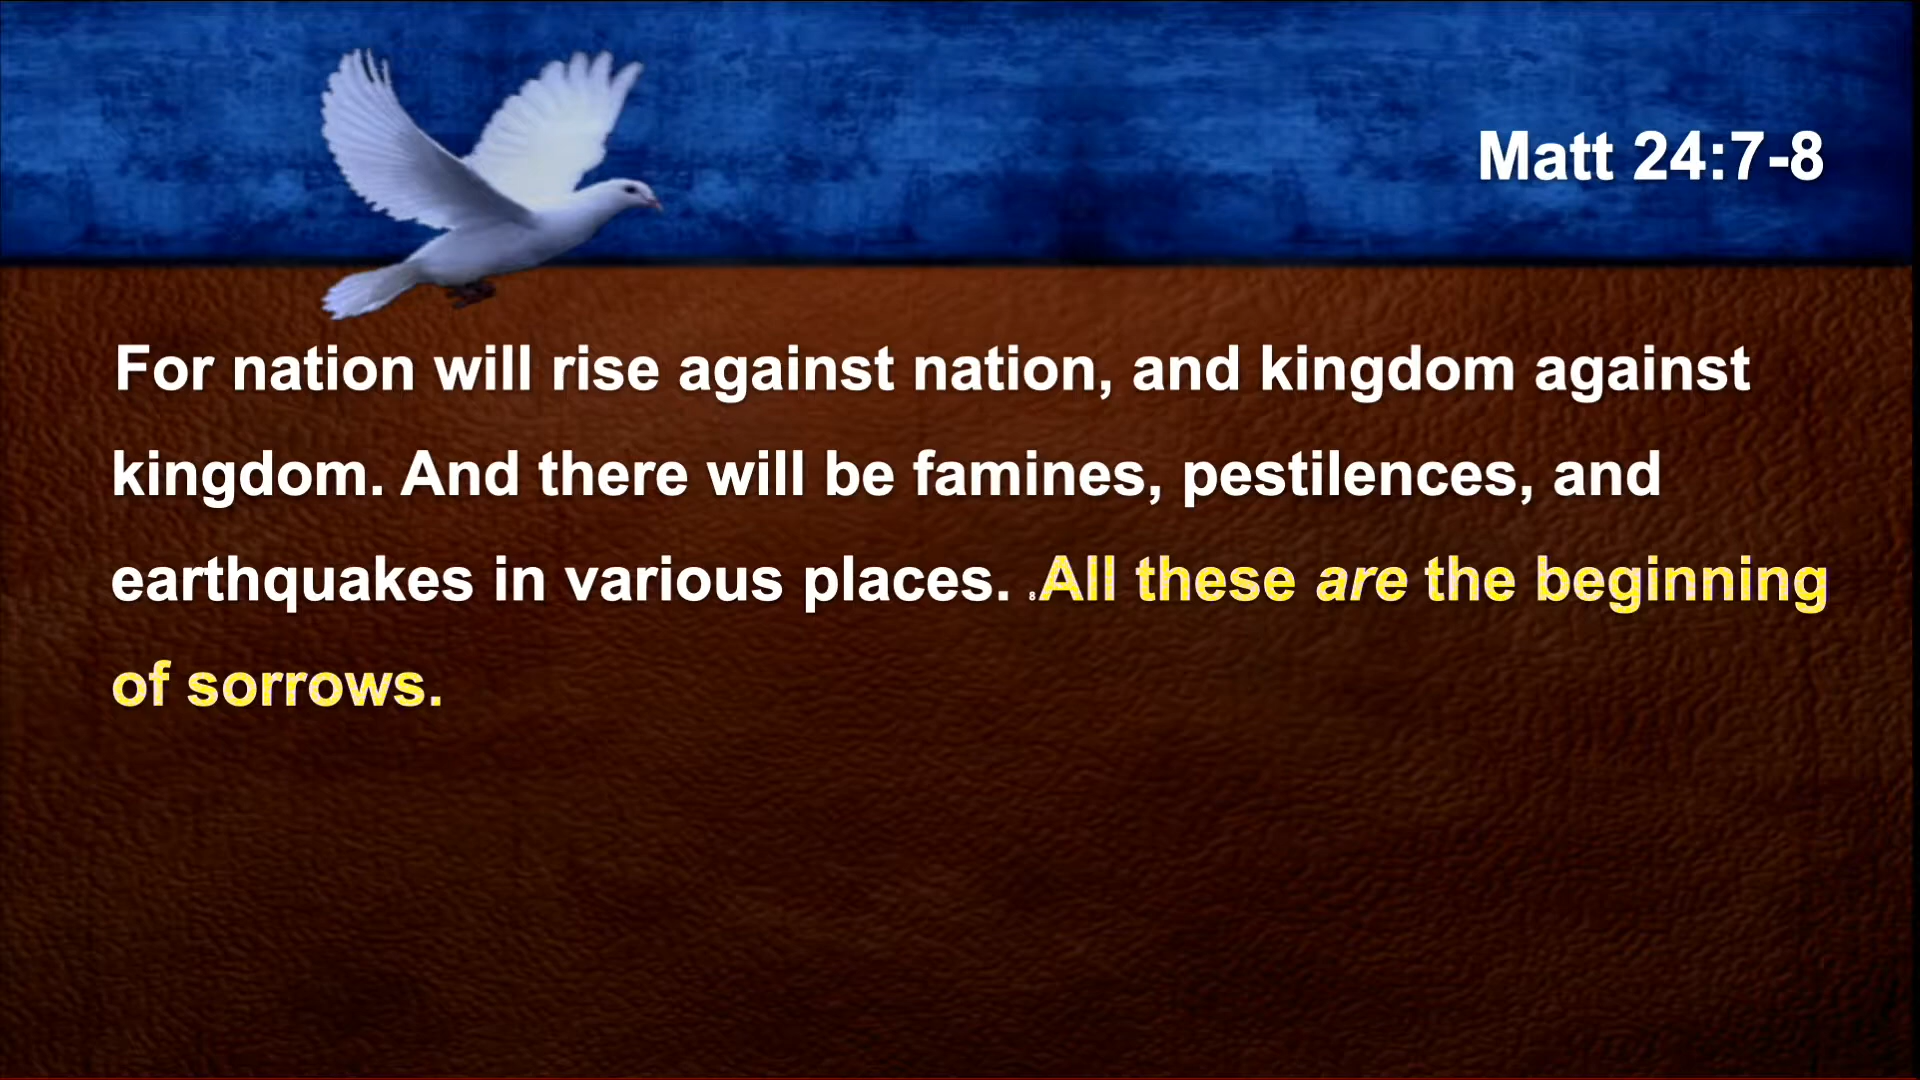 Matt 24:7-8
For nation will rise against nation, and kingdom against
kingdom. And there will be famines, pestilences, and
earthquakes in various places. 8 All these are the beginning
of sorrows.